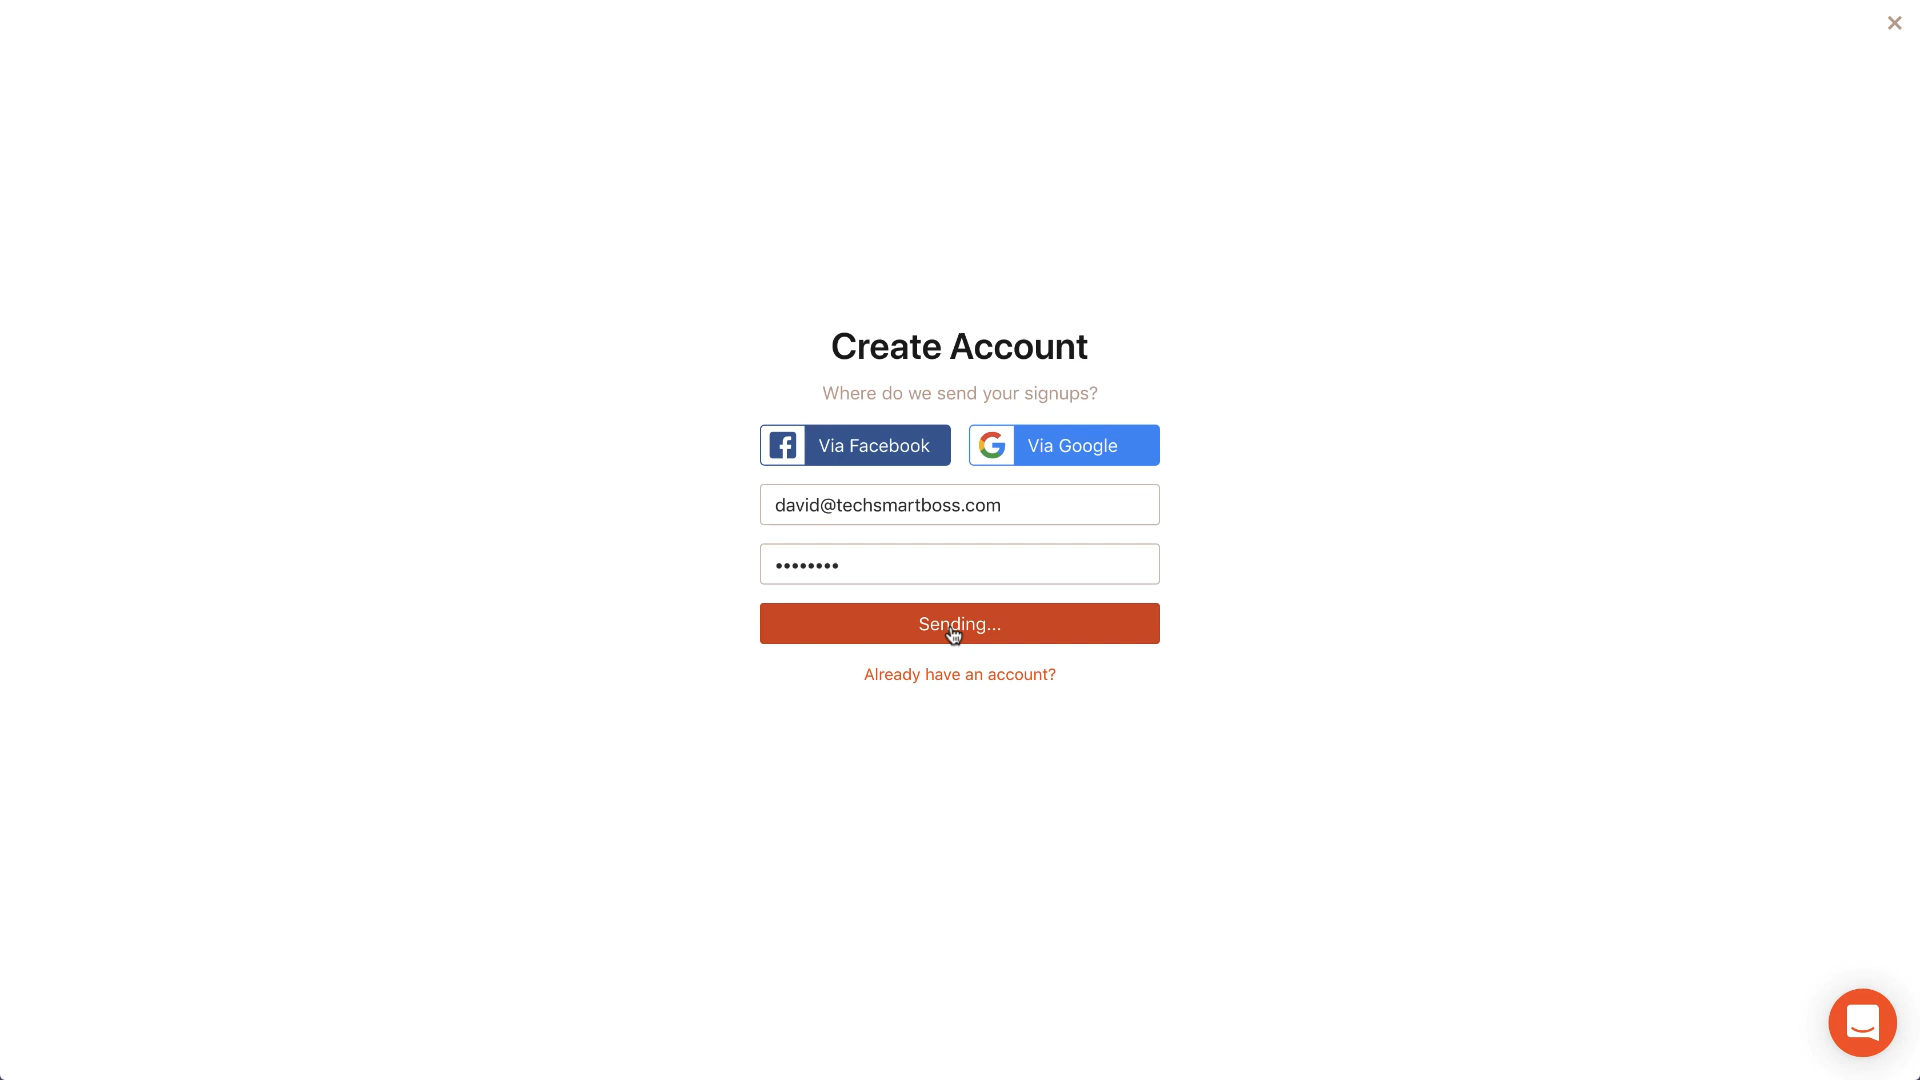 Create Account
Where do we send your signups?
Via Facebook
Via Google
david@techsmartboss.com
••••••••
Sending...
Already have an account?